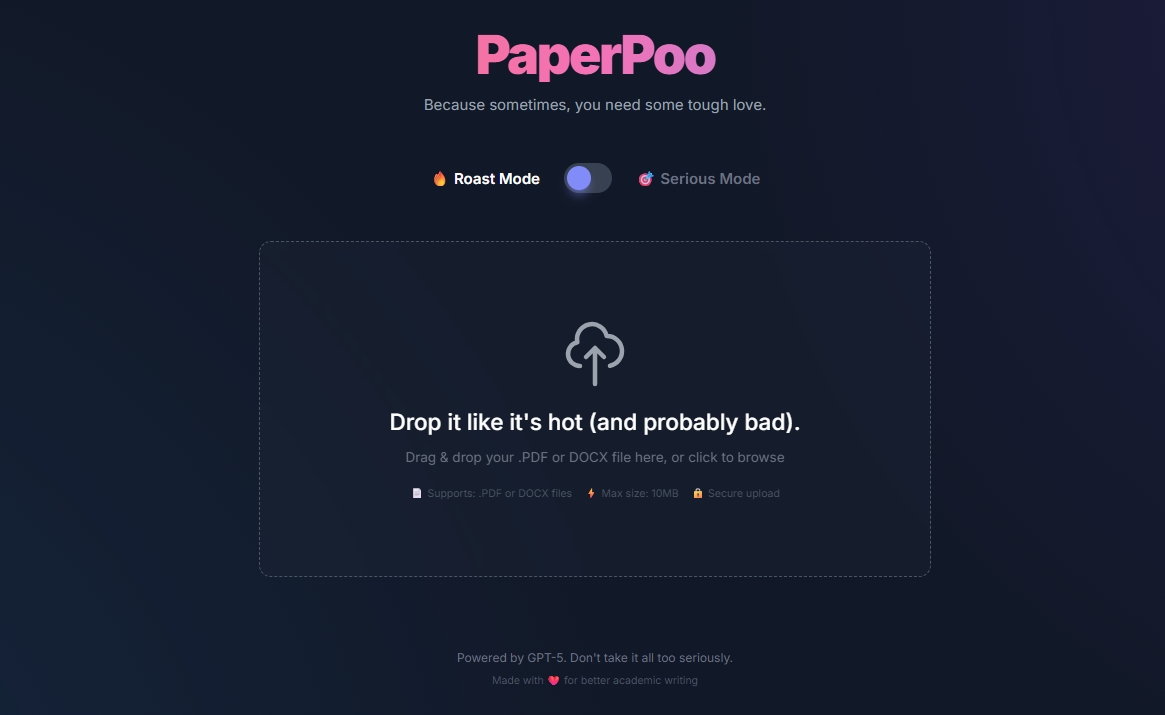 PaperPoo
Because sometimes, you need some tough love.
🔥 Roast Mode 🎯 Serious Mode
Drop it like it's hot (and probably bad).
Drag & drop your .PDF or DOCX file here, or click to browse
📄 Supports: .PDF or DOCX files ⚡ Max size: 10MB 🔒 Secure upload
Powered by GPT-5. Don't take it all too seriously.
Made with 💖 for better academic writing